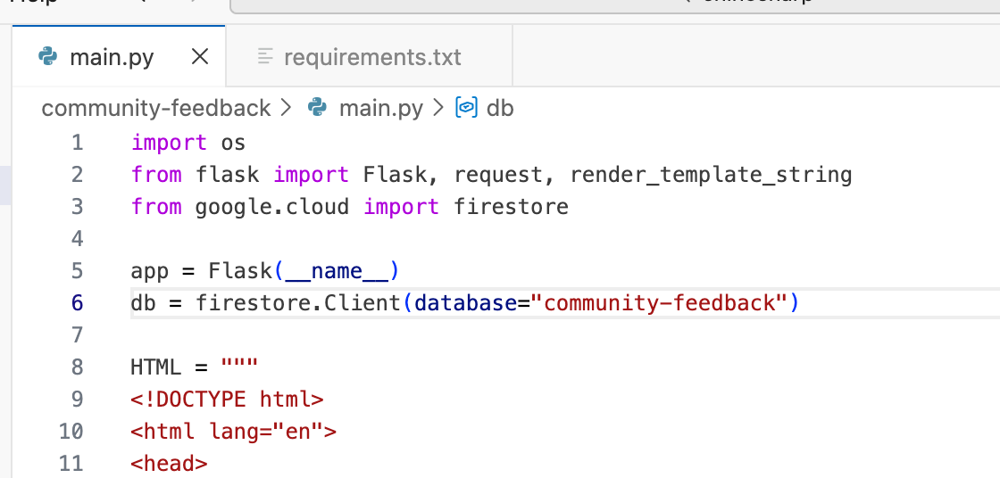 main.py
requirements.txt
community-feedback > main.py > db
1 import os
2 from flask import Flask, request, render_template_string
3 from google.cloud import firestore
4
5 app = Flask(__name__)
6 db = firestore.Client(database="community-feedback")
7
8 HTML = """
9 <!DOCTYPE html>
10 <html lang="en">
11 <head>